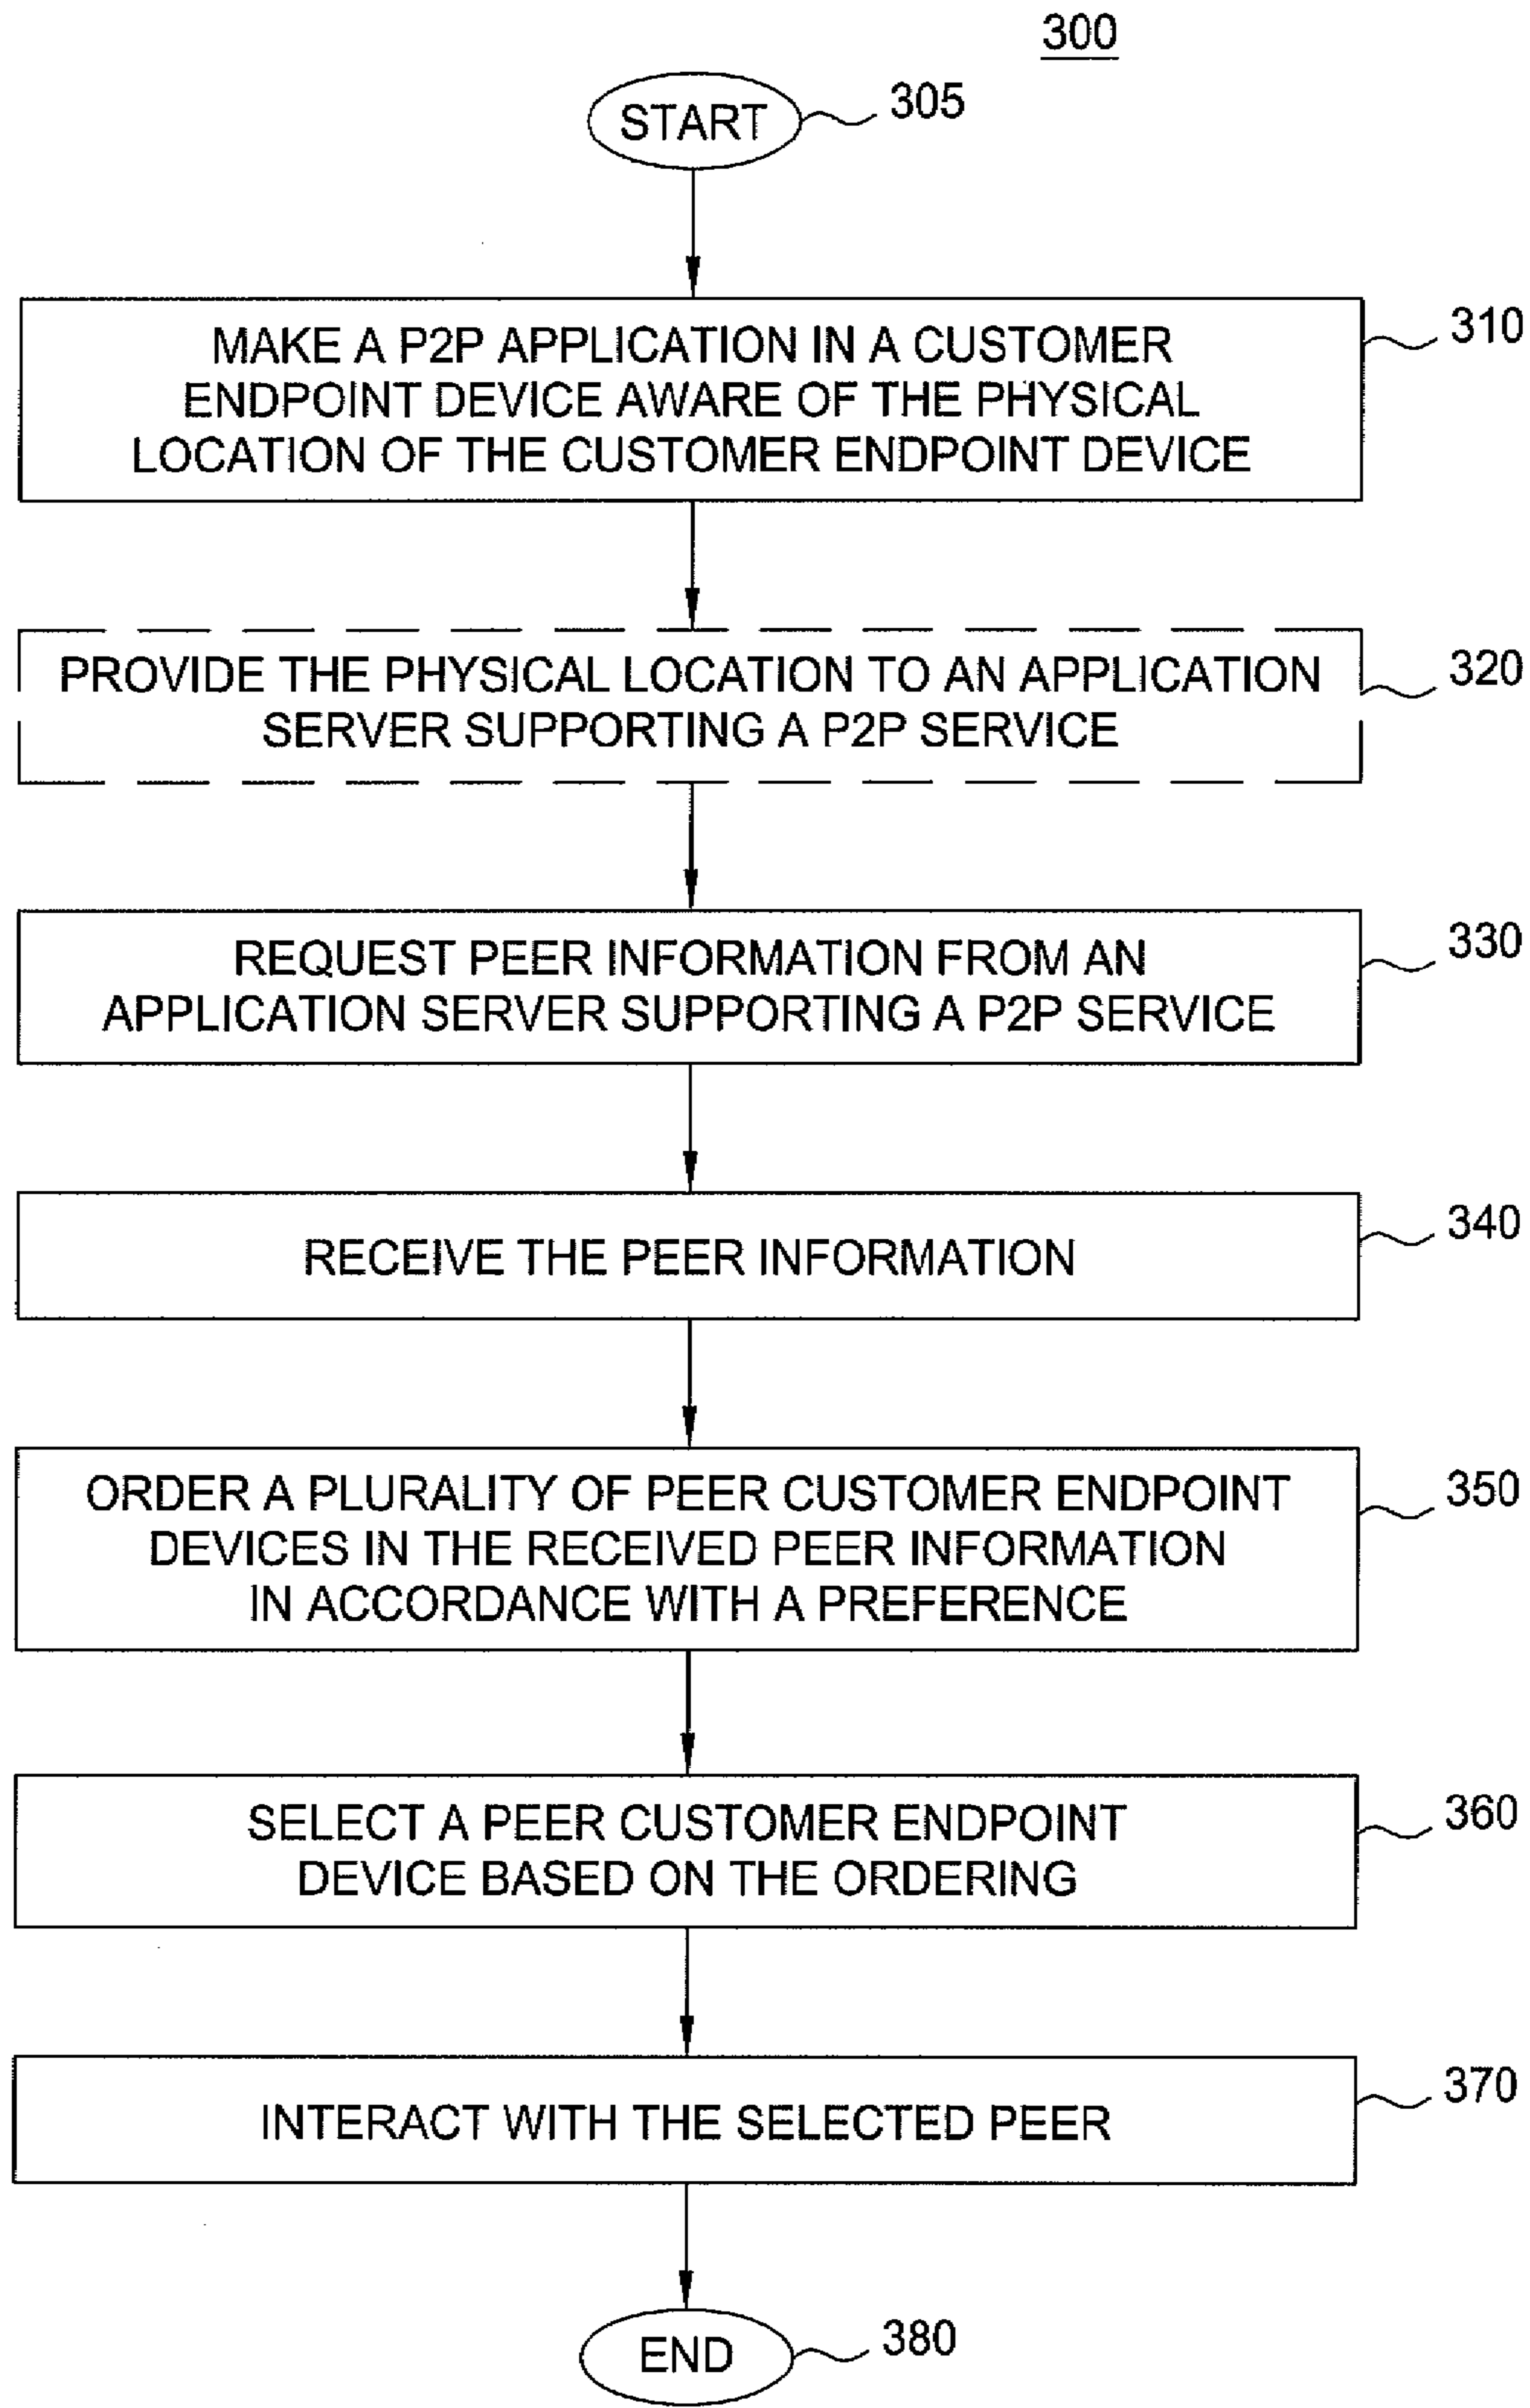 300
START
305
MAKE A P2P APPLICATION IN A CUSTOMER
ENDPOINT DEVICE AWARE OF THE PHYSICAL
LOCATION OF THE CUSTOMER ENDPOINT DEVICE
310
PROVIDE THE PHYSICAL LOCATION TO AN APPLICATION
SERVER SUPPORTING A P2P SERVICE
320
REQUEST PEER INFORMATION FROM AN
APPLICATION SERVER SUPPORTING A P2P SERVICE
330
RECEIVE THE PEER INFORMATION
340
ORDER A PLURALITY OF PEER CUSTOMER ENDPOINT
DEVICES IN THE RECEIVED PEER INFORMATION
IN ACCORDANCE WITH A PREFERENCE
350
SELECT A PEER CUSTOMER ENDPOINT
DEVICE BASED ON THE ORDERING
360
INTERACT WITH THE SELECTED PEER
370
END
380